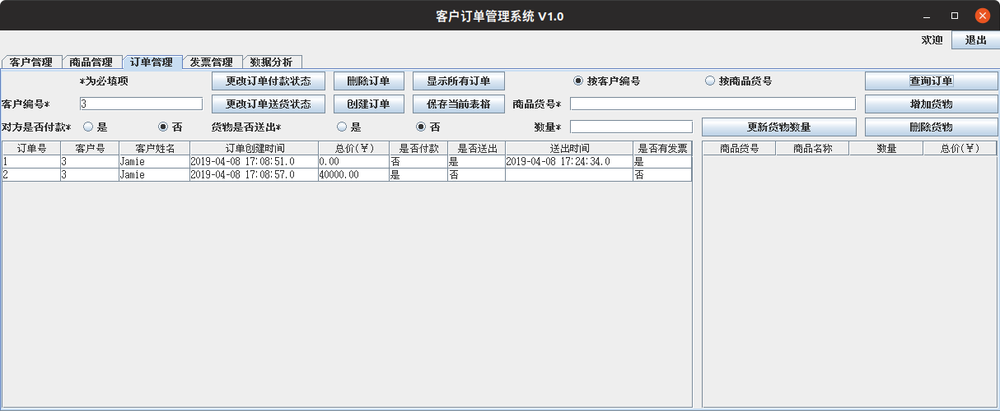 客户订单管理系统 V1.0
欢迎 退出
客户管理 商品管理 订单管理 发票管理 数据分析
*为必填项 更改订单付款状态 删除订单 显示所有订单 按客户编号 按商品货号 查询订单
客户编号* 3 更改订单送货状态 创建订单 保存当前表格 商品货号* 增加货物
对方是否付款* 是 否 货物是否送出* 是 否 数量* 更新货物数量 删除货物
订单号 客户号 客户姓名 订单创建时间 总价(￥) 是否付款 是否送出 送出时间 是否有发票 商品货号 商品名称 数量 总价(￥)
1 3 Jamie 2019-04-08 17:08:51.0 0.00 否 是 2019-04-08 17:24:34.0 是
2 3 Jamie 2019-04-08 17:08:57.0 40000.00 是 否 否